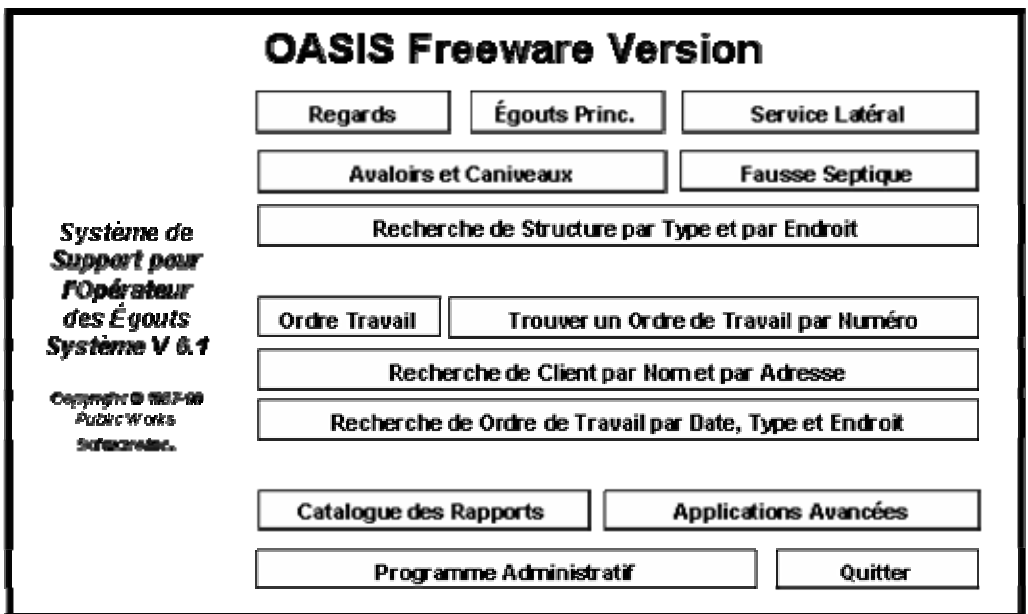 OASIS Freeware Version
Regards
Égouts Princ.
Service Latéral
Avaloirs et Caniveaux
Fausse Septique
Recherche de Structure par Type et par Endroit
Système de
Support pour
l'Opérateur
des Égouts
Système V 6.1
Copyright ©
Public Works
Ordre Travail
Trouver un Ordre de Travail par Numéro
Recherche de Client par Nom et par Adresse
Recherche de Ordre de Travail par Date, Type et Endroit
Catalogue des Rapports
Applications Avancées
Programme Administratif
Quitter